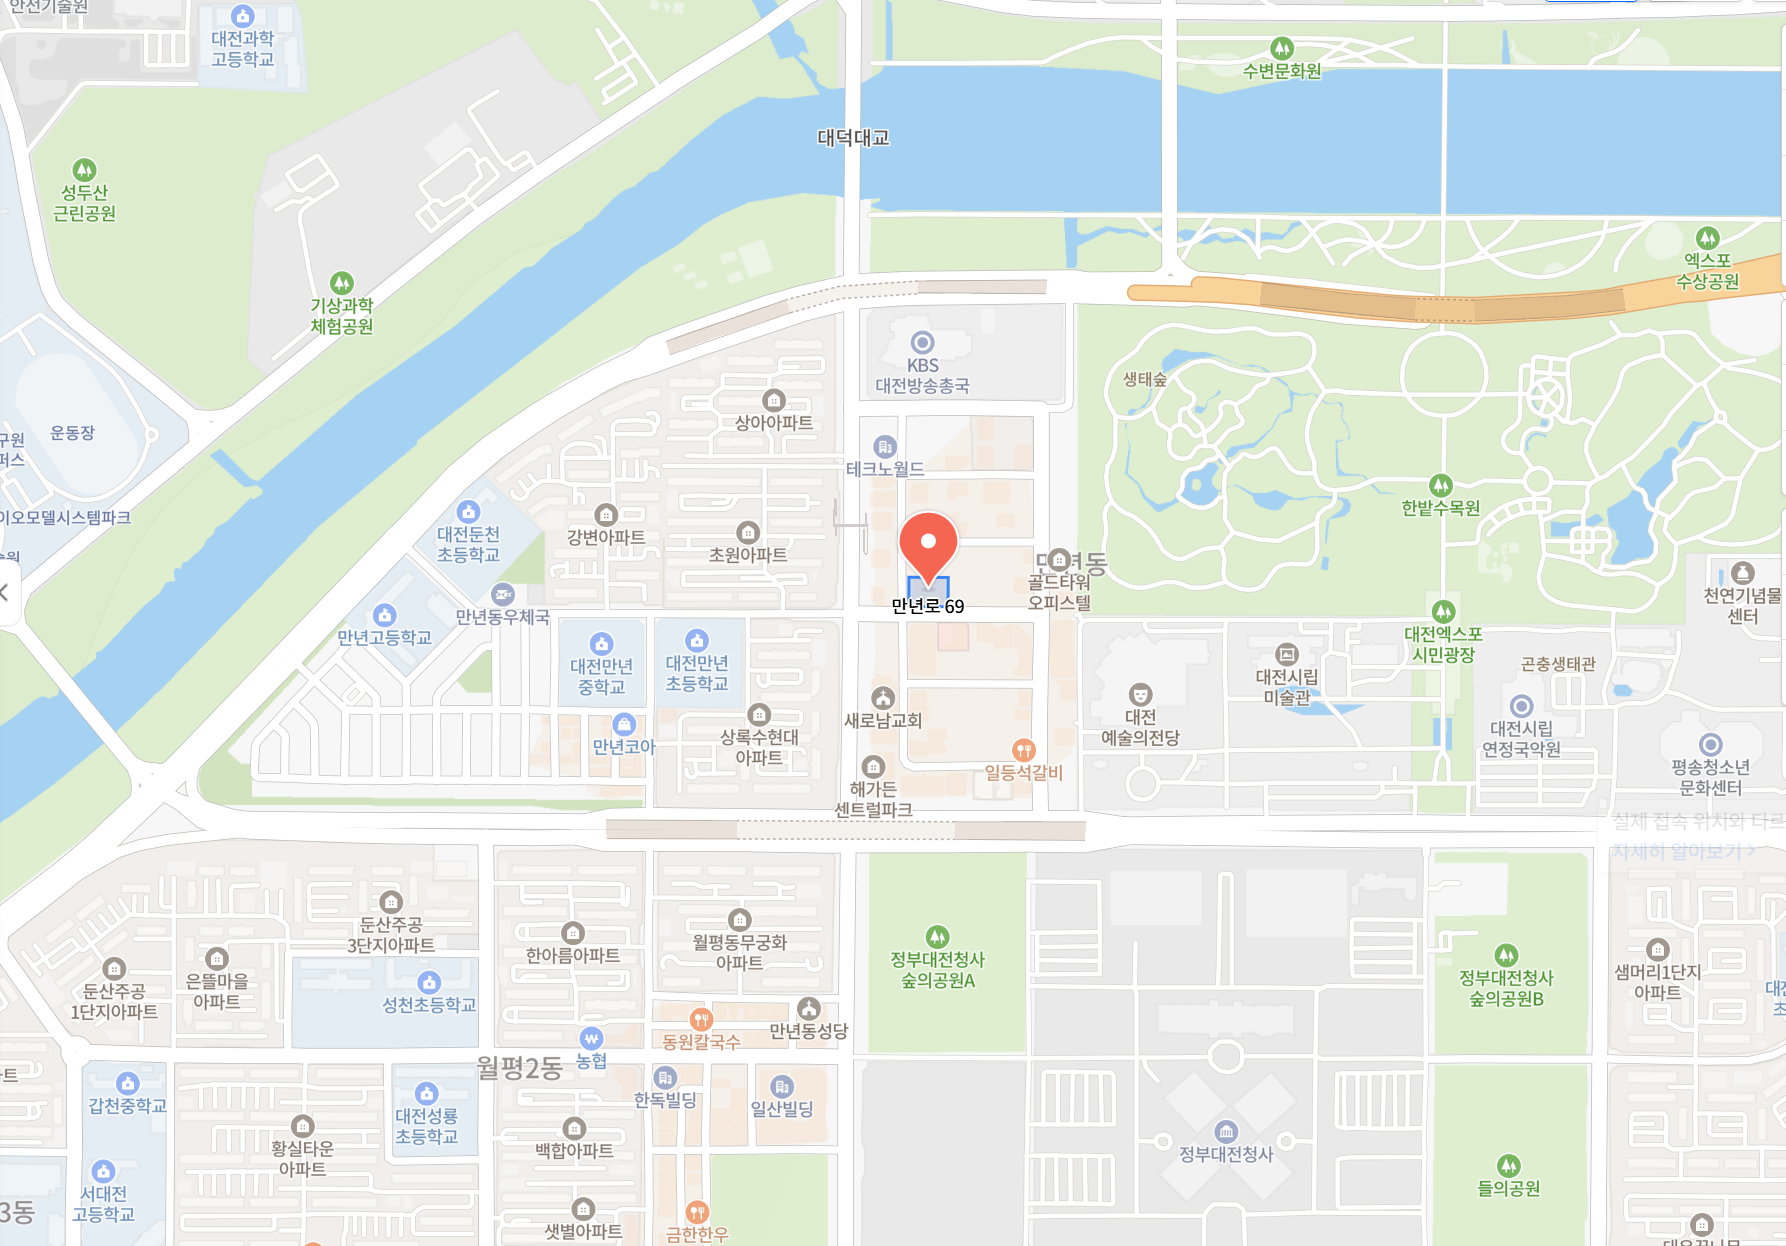 안전기술원
대전과학
고등학교
수변문화원
대덕대교
성두산
근린공원
엑스포
수상공원
기상과학
체험공원
KBS
대전방송총국
생태숲
상아아파트
운동장
구원
퍼스
테크노월드
한밭수목원
이오모델시스템파크
대전둔천
초등학교
강변아파트
초원아파트
만년동
골드타워
오피스텔
만년로 69
천연기념물
센터
만년동우체국
만년고등학교
대전엑스포
시민광장
대전만년
중학교
대전만년
초등학교
대전시립
미술관
곤충생태관
새로남교회
대전
예술의전당
상록수현대
아파트
만년코아
대전시립
연정국악원
일등석갈비
평송청소년
문화센터
해가든
센트럴파크
실제 접속 위치와 다르
자세히 알아보기 >
둔산주공
3단지아파트
한아름아파트
월평동무궁화
아파트
정부대전청사
숲의공원A
정부대전청사
숲의공원B
샘머리1단지
아파트
은뜰마을
아파트
둔산주공
1단지아파트
성천초등학교
만년동성당
동원칼국수
농협
월평2동
갑천중학교
대전성룡
초등학교
한독빌딩
일산빌딩
황실타운
아파트
백합아파트
정부대전청사
들의공원
서대전
고등학교
3동
샛별아파트
금한한우